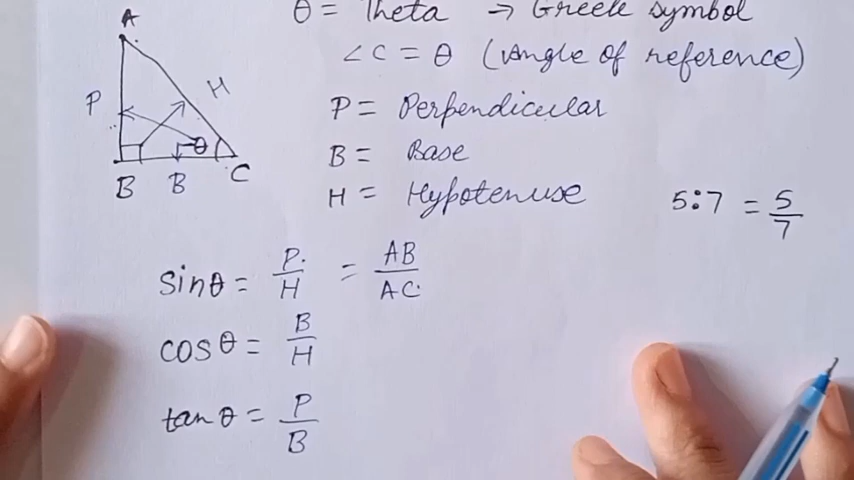 θ = Theta → Greek symbol
∠C = θ (Angle of reference)
A
P
H
θ
B
B
C
P = Perpendicular
B = Base
H = Hypotenuse
5:7 = 5/7
sinθ = P/H = AB/AC
cosθ = B/H
tanθ = P/B